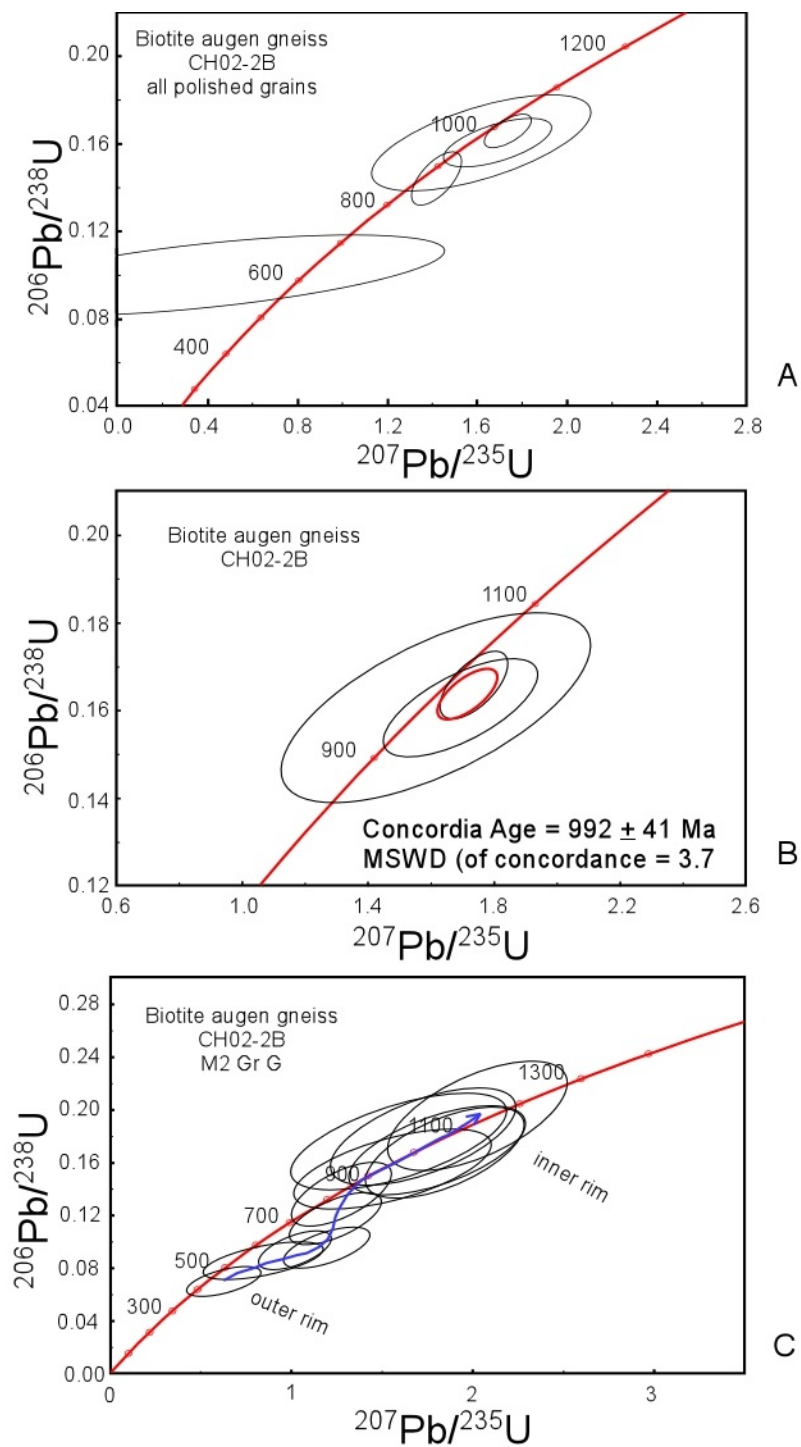 Biotite augen gneiss
CH02-2B
all polished grains
0.20
0.16
0.12
0.08
0.04
206Pb/238U
1200
1000
800
600
400
0.0 0.4 0.8 1.2 1.6 2.0 2.4 2.8
207Pb/235U
A
Biotite augen gneiss
CH02-2B
0.20
0.18
0.16
0.14
0.12
206Pb/238U
1100
900
Concordia Age = 992 ± 41 Ma
MSWD (of concordance = 3.7
0.6 1.0 1.4 1.8 2.2 2.6
207Pb/235U
B
Biotite augen gneiss
CH02-2B
M2 Gr G
0.28
0.24
0.20
0.16
0.12
0.08
0.04
0.00
206Pb/238U
1300
1100
900
700
500
300
inner rim
outer rim
0 1 2 3
207Pb/235U
C